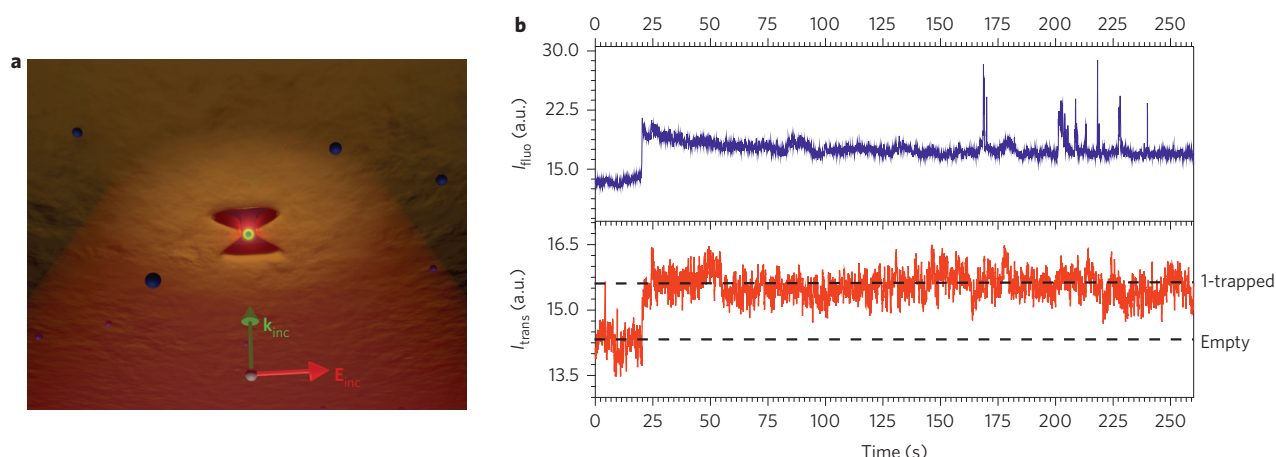 a
k inc
E inc
b
0 25 50 75 100 125 150 175 200 225 250
30.0
22.5
15.0
I fluo (a.u.)
16.5
15.0
13.5
I trans (a.u.)
1-trapped
Empty
0 25 50 75 100 125 150 175 200 225 250
Time (s)